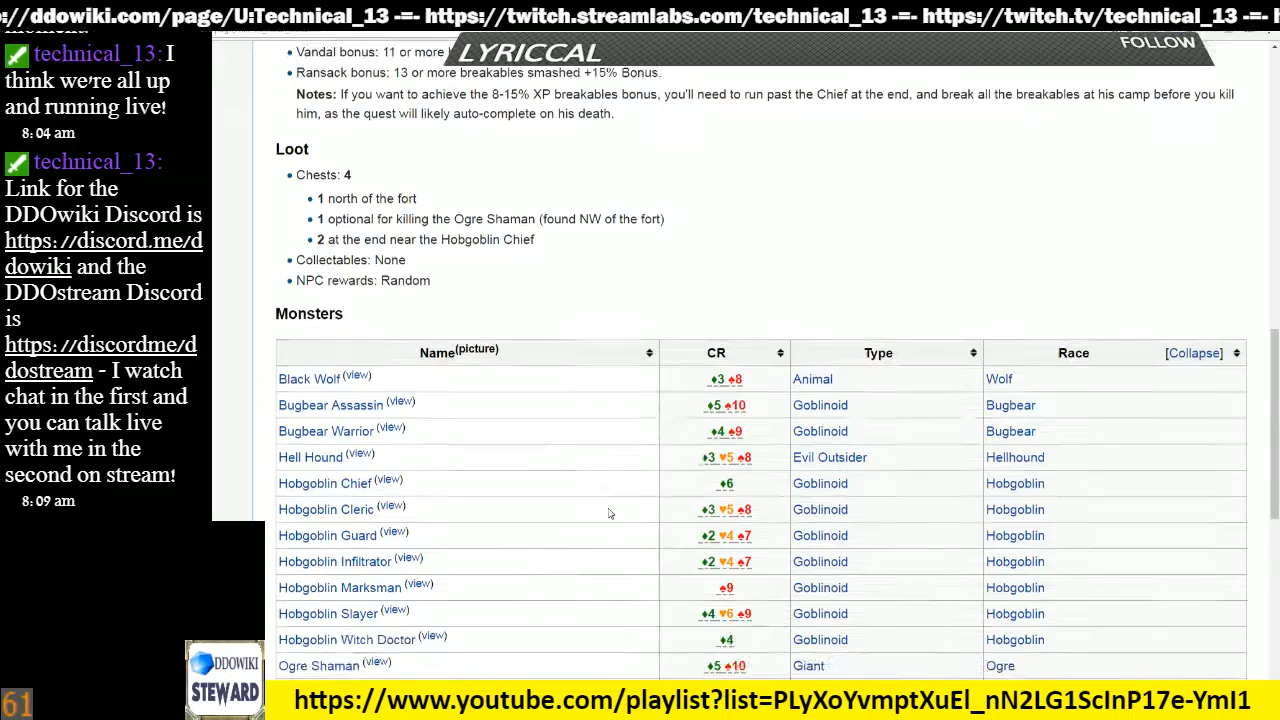 ://ddowiki.com/page/U:Technical_13 -=- https://twitch.streamlabs.com/technical_13 -=- https://twitch.tv/technical_13 -=-
technical_13: I
think we're all up
and running live!
8:04 am
technical_13:
Link for the
DDOwiki Discord is
https://discord.me/d
dowiki and the
DDOstream Discord
is
https://discordme/d
dostream - I watch
chat in the first and
you can talk live
with me in the
second on stream!
8:09 am
61
DDOWIKI
STEWARD
LYRICCAL
FOLLOW
Vandal bonus: 11 or more
Ransack bonus: 13 or more breakables smashed +15% Bonus.
Notes: If you want to achieve the 8-15% XP breakables bonus, you'll need to run past the Chief at the end, and break all the breakables at his camp before you kill
him, as the quest will likely auto-complete on his death.
Loot
Chests: 4
1 north of the fort
1 optional for killing the Ogre Shaman (found NW of the fort)
2 at the end near the Hobgoblin Chief
Collectables: None
NPC rewards: Random
Monsters
Name(picture) CR Type Race [Collapse]
Black Wolf (view) ♦3 ♠8 Animal Wolf
Bugbear Assassin (view) ♦5 ♠10 Goblinoid Bugbear
Bugbear Warrior (view) ♦4 ♠9 Goblinoid Bugbear
Hell Hound (view) ♦3 ♥5 ♠8 Evil Outsider Hellhound
Hobgoblin Chief (view) ♦6 Goblinoid Hobgoblin
Hobgoblin Cleric (view) ♦3 ♥5 ♠8 Goblinoid Hobgoblin
Hobgoblin Guard (view) ♦2 ♥4 ♠7 Goblinoid Hobgoblin
Hobgoblin Infiltrator (view) ♦2 ♥4 ♠7 Goblinoid Hobgoblin
Hobgoblin Marksman (view) ♠9 Goblinoid Hobgoblin
Hobgoblin Slayer (view) ♦4 ♥6 ♠9 Goblinoid Hobgoblin
Hobgoblin Witch Doctor (view) ♦4 Goblinoid Hobgoblin
Ogre Shaman (view) ♦5 ♠10 Giant Ogre
https://www.youtube.com/playlist?list=PLyXoYvmptXuEl_nN2LG1ScInP17e-YmI1